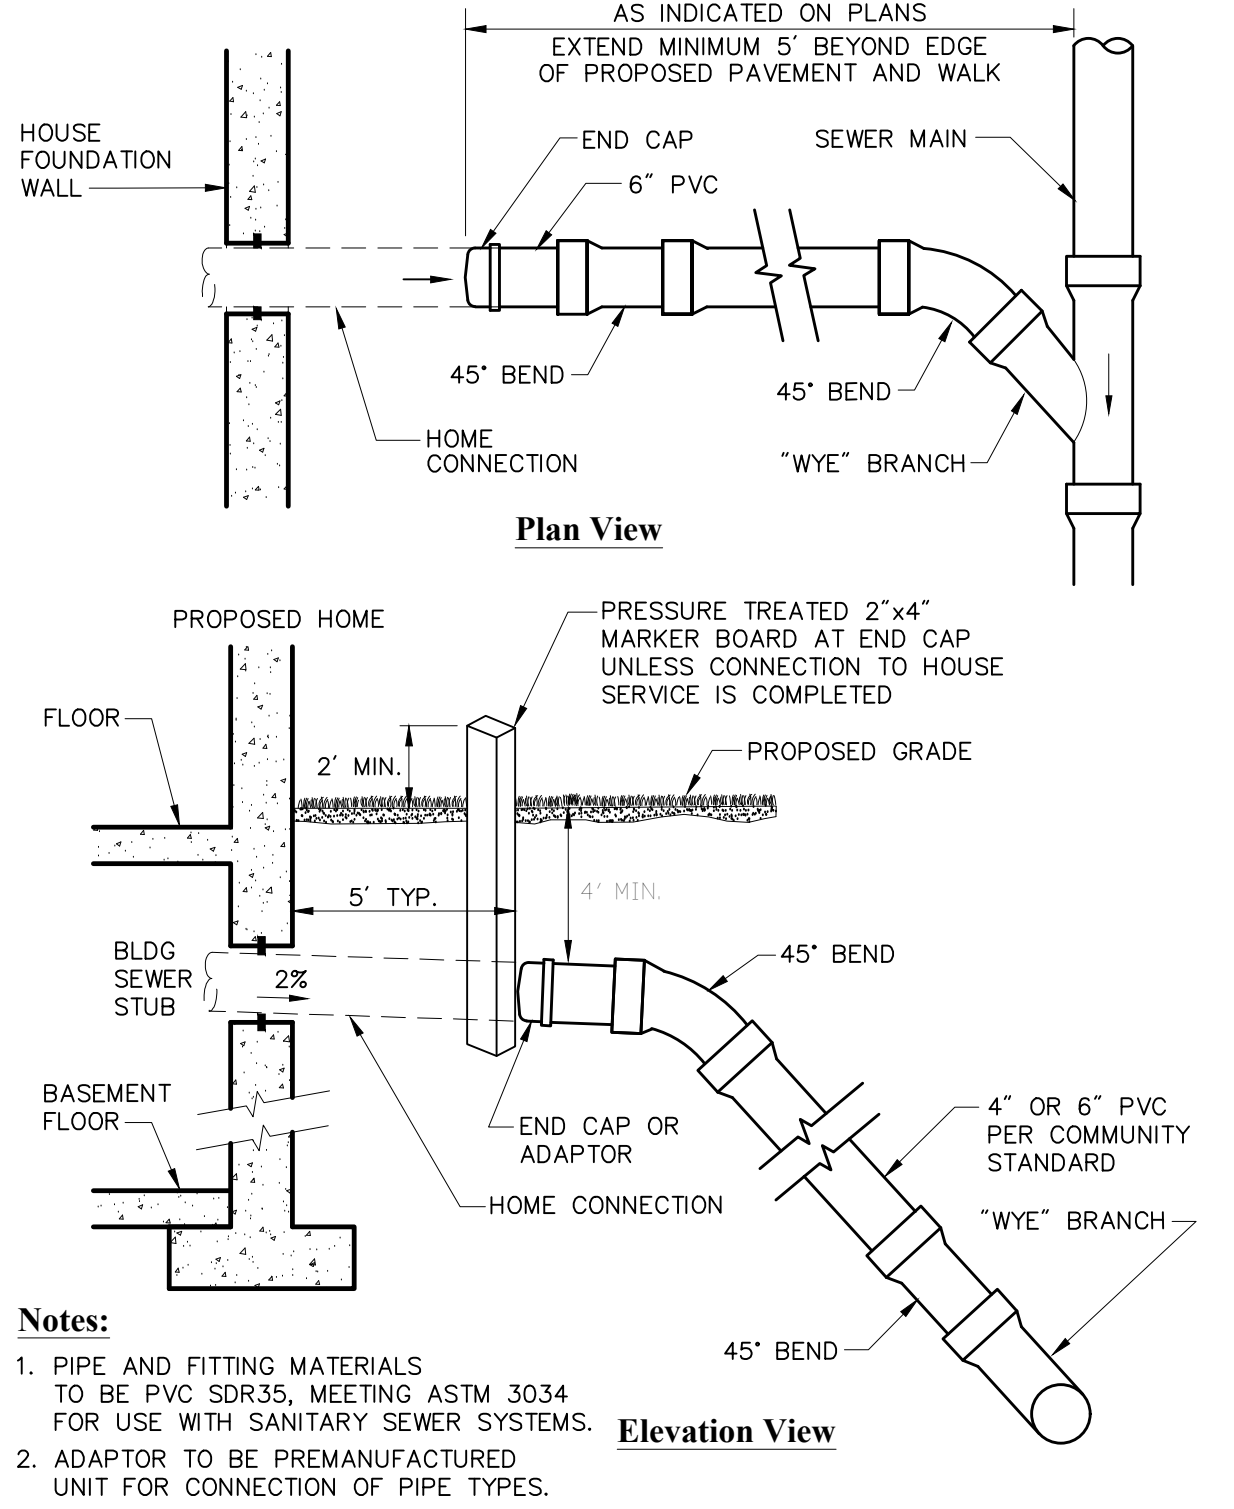 AS INDICATED ON PLANS
EXTEND MINIMUM 5' BEYOND EDGE
OF PROPOSED PAVEMENT AND WALK
HOUSE
FOUNDATION
WALL
END CAP
SEWER MAIN
6" PVC
45° BEND
45° BEND
HOME
CONNECTION
"WYE" BRANCH
Plan View
PROPOSED HOME
PRESSURE TREATED 2"x4"
MARKER BOARD AT END CAP
UNLESS CONNECTION TO HOUSE
SERVICE IS COMPLETED
FLOOR
2' MIN.
PROPOSED GRADE
5' TYP.
4' MIN.
BLDG
SEWER
STUB
2%
45° BEND
BASEMENT
FLOOR
END CAP OR
ADAPTOR
4" OR 6" PVC
PER COMMUNITY
STANDARD
HOME CONNECTION
"WYE" BRANCH
45° BEND
Notes:
1. PIPE AND FITTING MATERIALS
TO BE PVC SDR35, MEETING ASTM 3034
FOR USE WITH SANITARY SEWER SYSTEMS.
2. ADAPTOR TO BE PREMANUFACTURED
UNIT FOR CONNECTION OF PIPE TYPES.
Elevation View